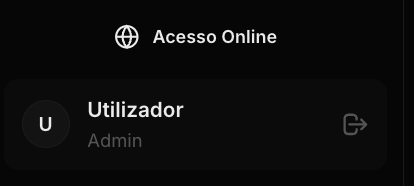 Acesso Online
U
Utilizador
Admin